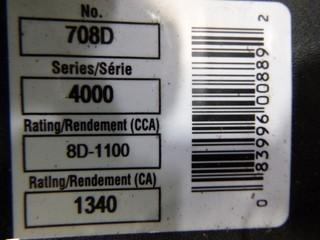 No.
708D
Series/Série
4000
Rating/Rendement (CCA)
8D-1100
Rating/Rendement (CA)
1340
0 83996 00889 2